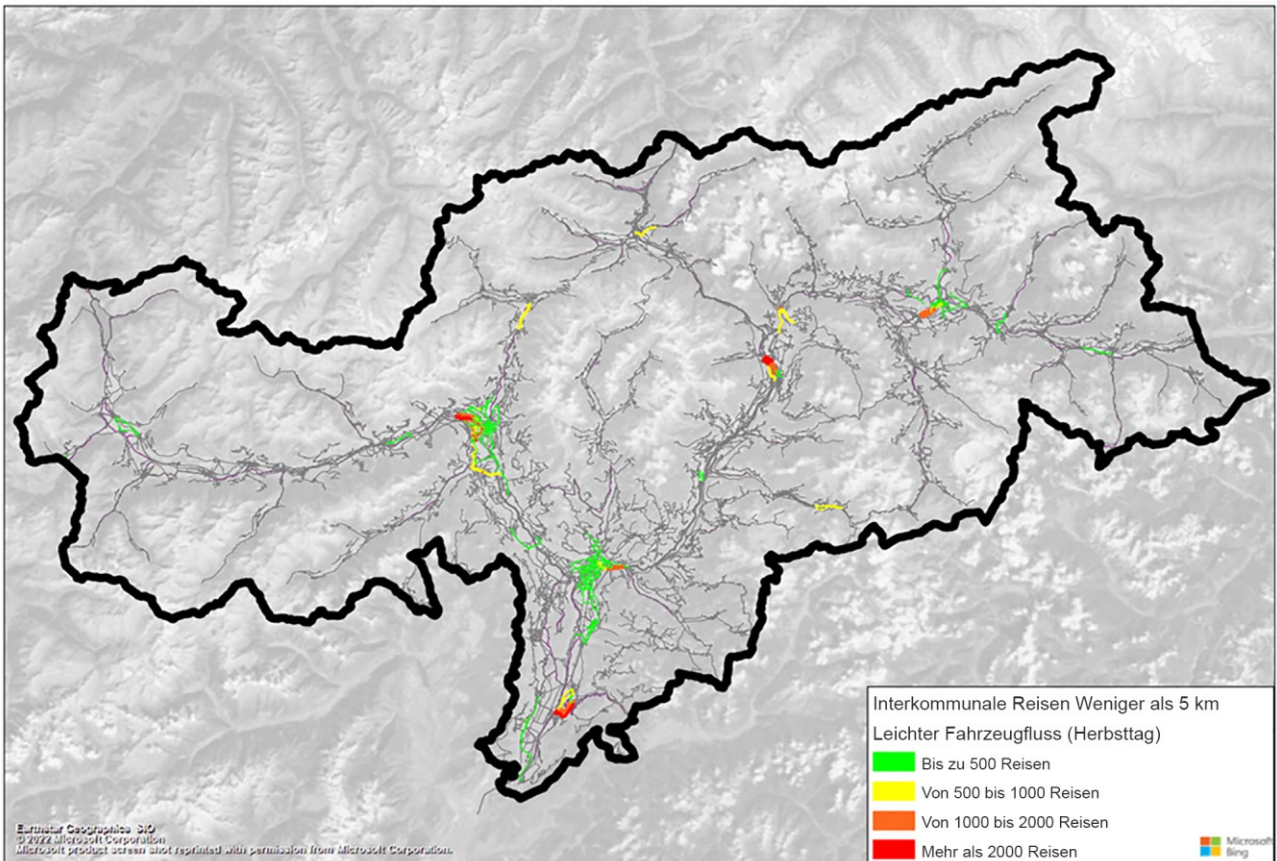 Interkommunale Reisen Weniger als 5 km
Leichter Fahrzeugfluss (Herbsttag)
Bis zu 500 Reisen
Von 500 bis 1000 Reisen
Von 1000 bis 2000 Reisen
Mehr als 2000 Reisen
Earthstar Geographics SIO
© 2022 Microsoft Corporation
Microsoft product screen shot reprinted with permission from Microsoft Corporation.
Microsoft
Bing